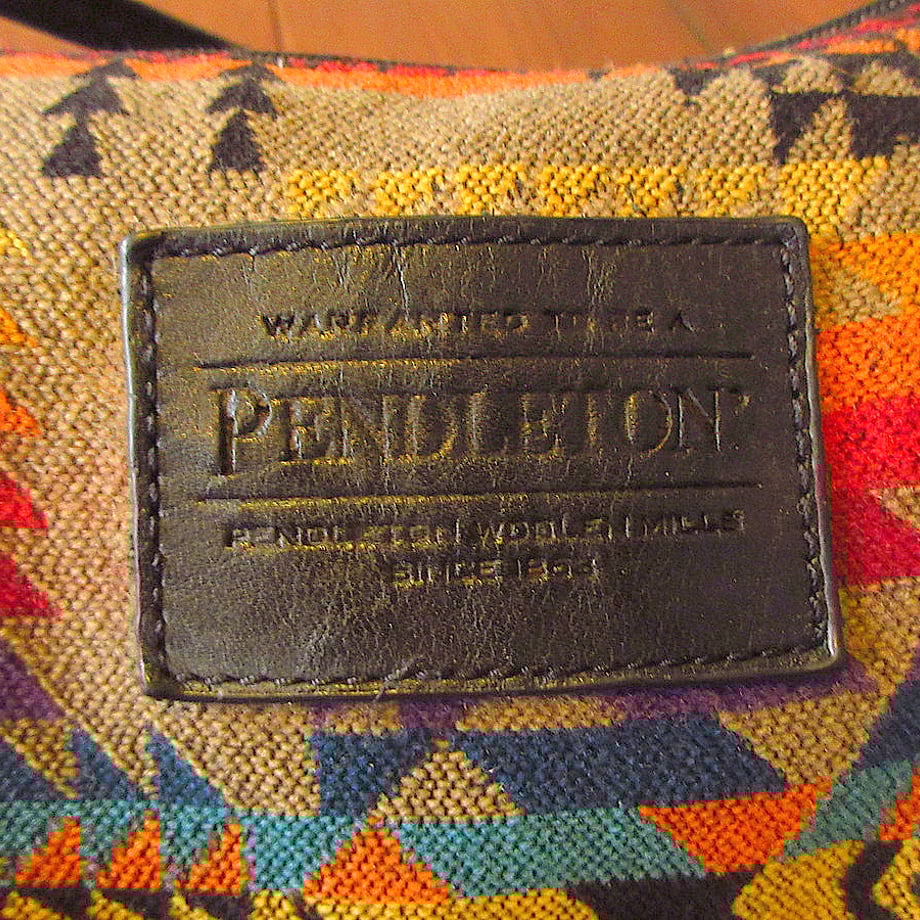 WARRANTED TO BE A
PENDLETON
PENDLETON WOOLEN MILLS
SINCE 1863